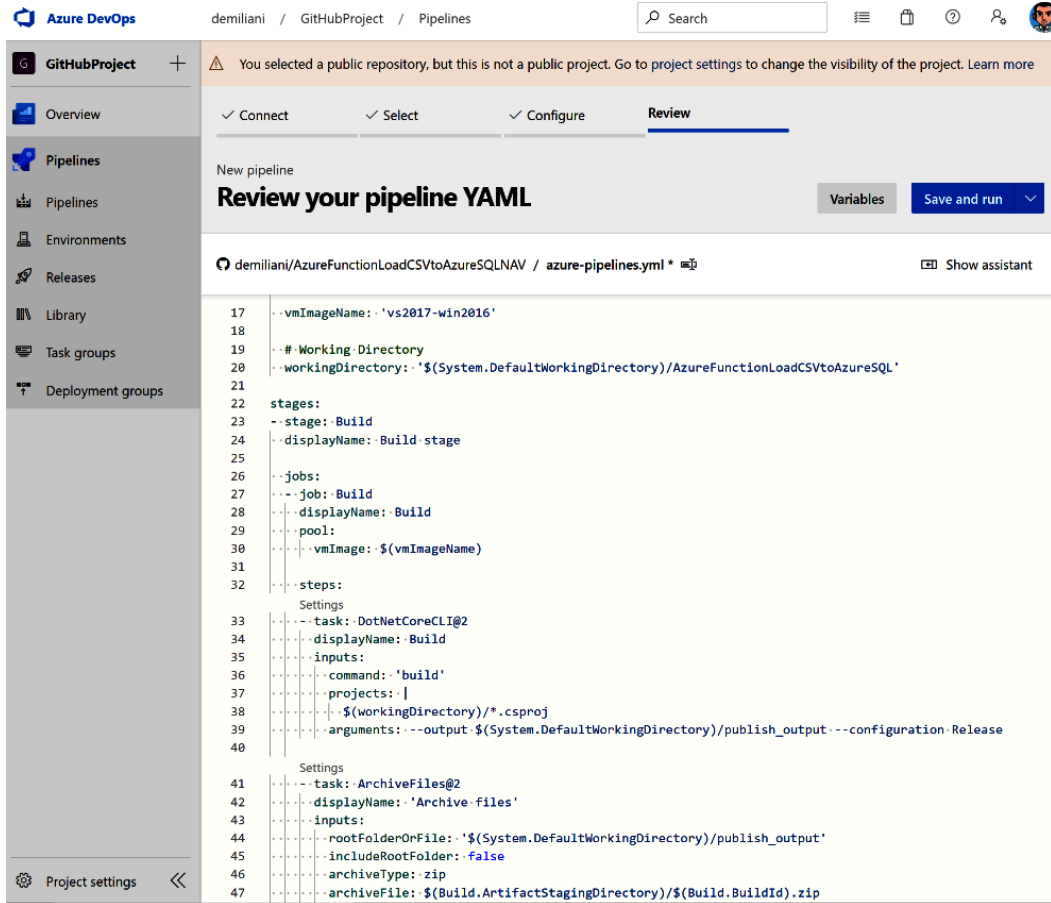 Azure DevOps
demiliani / GitHubProject / Pipelines
Search
G GitHubProject
You selected a public repository, but this is not a public project. Go to project settings to change the visibility of the project. Learn more
Overview
Pipelines
Pipelines
Environments
Releases
Library
Task groups
Deployment groups
Project settings
Connect
Select
Configure
Review
New pipeline
Review your pipeline YAML
Variables
Save and run
demiliani/AzureFunctionLoadCSVtoAzureSQLNAV / azure-pipelines.yml *
Show assistant
17 vmImageName: 'vs2017-win2016'
18
19 # Working Directory
20 workingDirectory: '$(System.DefaultWorkingDirectory)/AzureFunctionLoadCSVtoAzureSQL'
21
22 stages:
23 - stage: Build
24 displayName: Build stage
25
26 jobs:
27 - job: Build
28 displayName: Build
29 pool:
30 vmImage: $(vmImageName)
31
32 steps:
Settings
33 - task: DotNetCoreCLI@2
34 displayName: Build
35 inputs:
36 command: 'build'
37 projects: |
38 $(workingDirectory)/*.csproj
39 arguments: --output $(System.DefaultWorkingDirectory)/publish_output --configuration Release
40
Settings
41 - task: ArchiveFiles@2
42 displayName: 'Archive files'
43 inputs:
44 rootFolderOrFile: '$(System.DefaultWorkingDirectory)/publish_output'
45 includeRootFolder: false
46 archiveType: zip
47 archiveFile: $(Build.ArtifactStagingDirectory)/$(Build.BuildId).zip